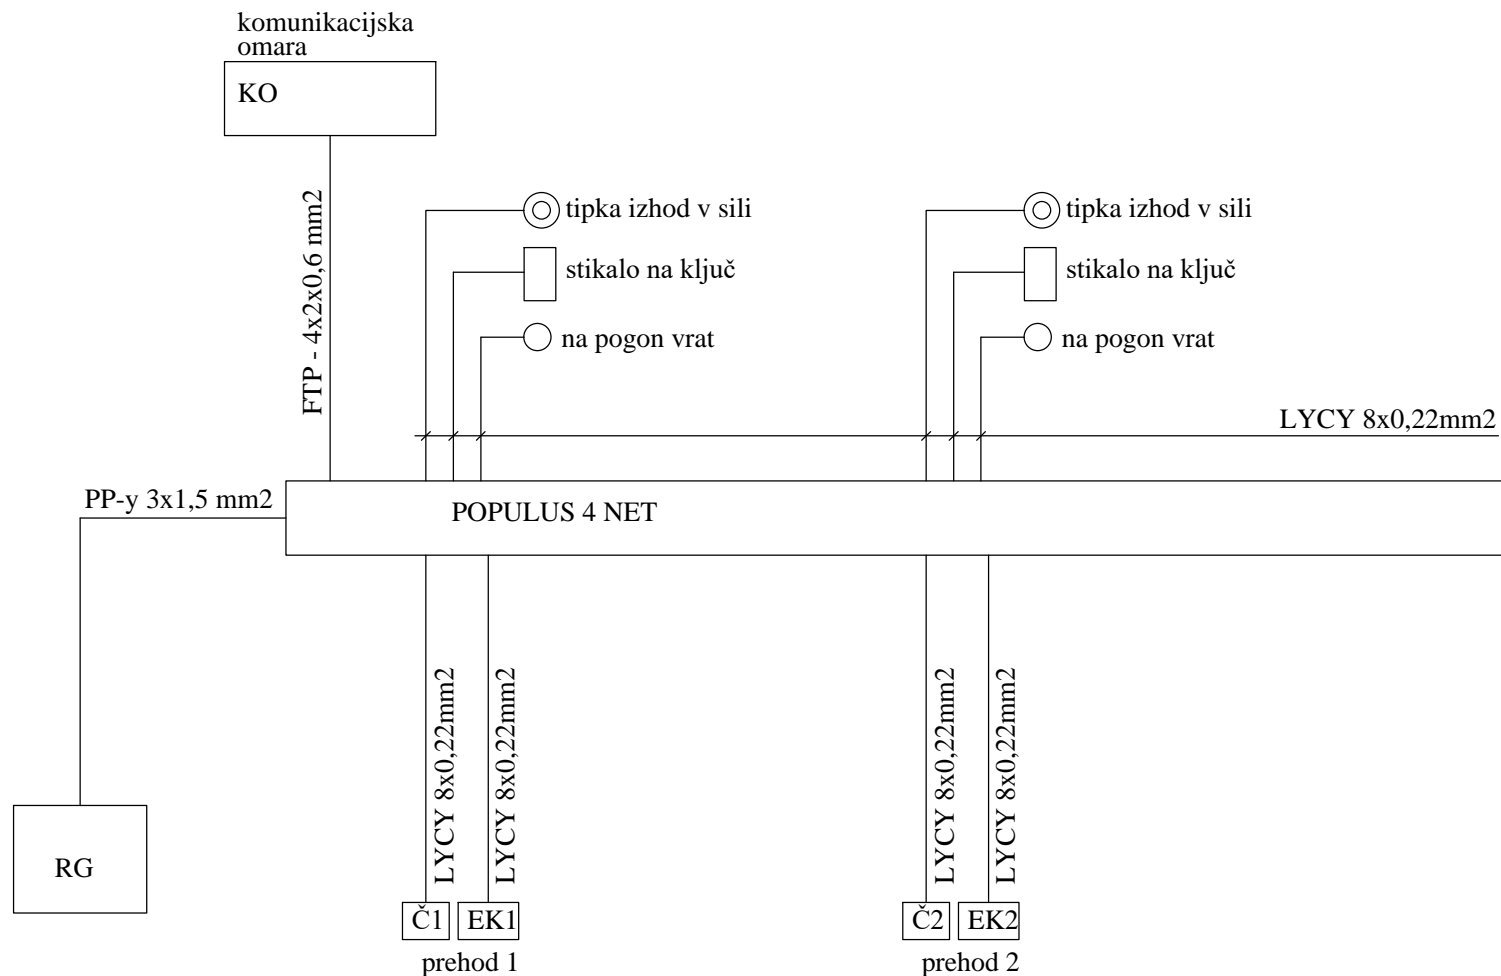 komunikacijska
omara
KO
FTP - 4x2x0,6 mm2
tipka izhod v sili
tipka izhod v sili
stikalo na ključ
stikalo na ključ
na pogon vrat
na pogon vrat
LYCY 8x0,22mm2
PP-y 3x1,5 mm2
POPULUS 4 NET
LYCY 8x0,22mm2
LYCY 8x0,22mm2
LYCY 8x0,22mm2
LYCY 8x0,22mm2
RG
Č1
EK1
Č2
EK2
prehod 1
prehod 2